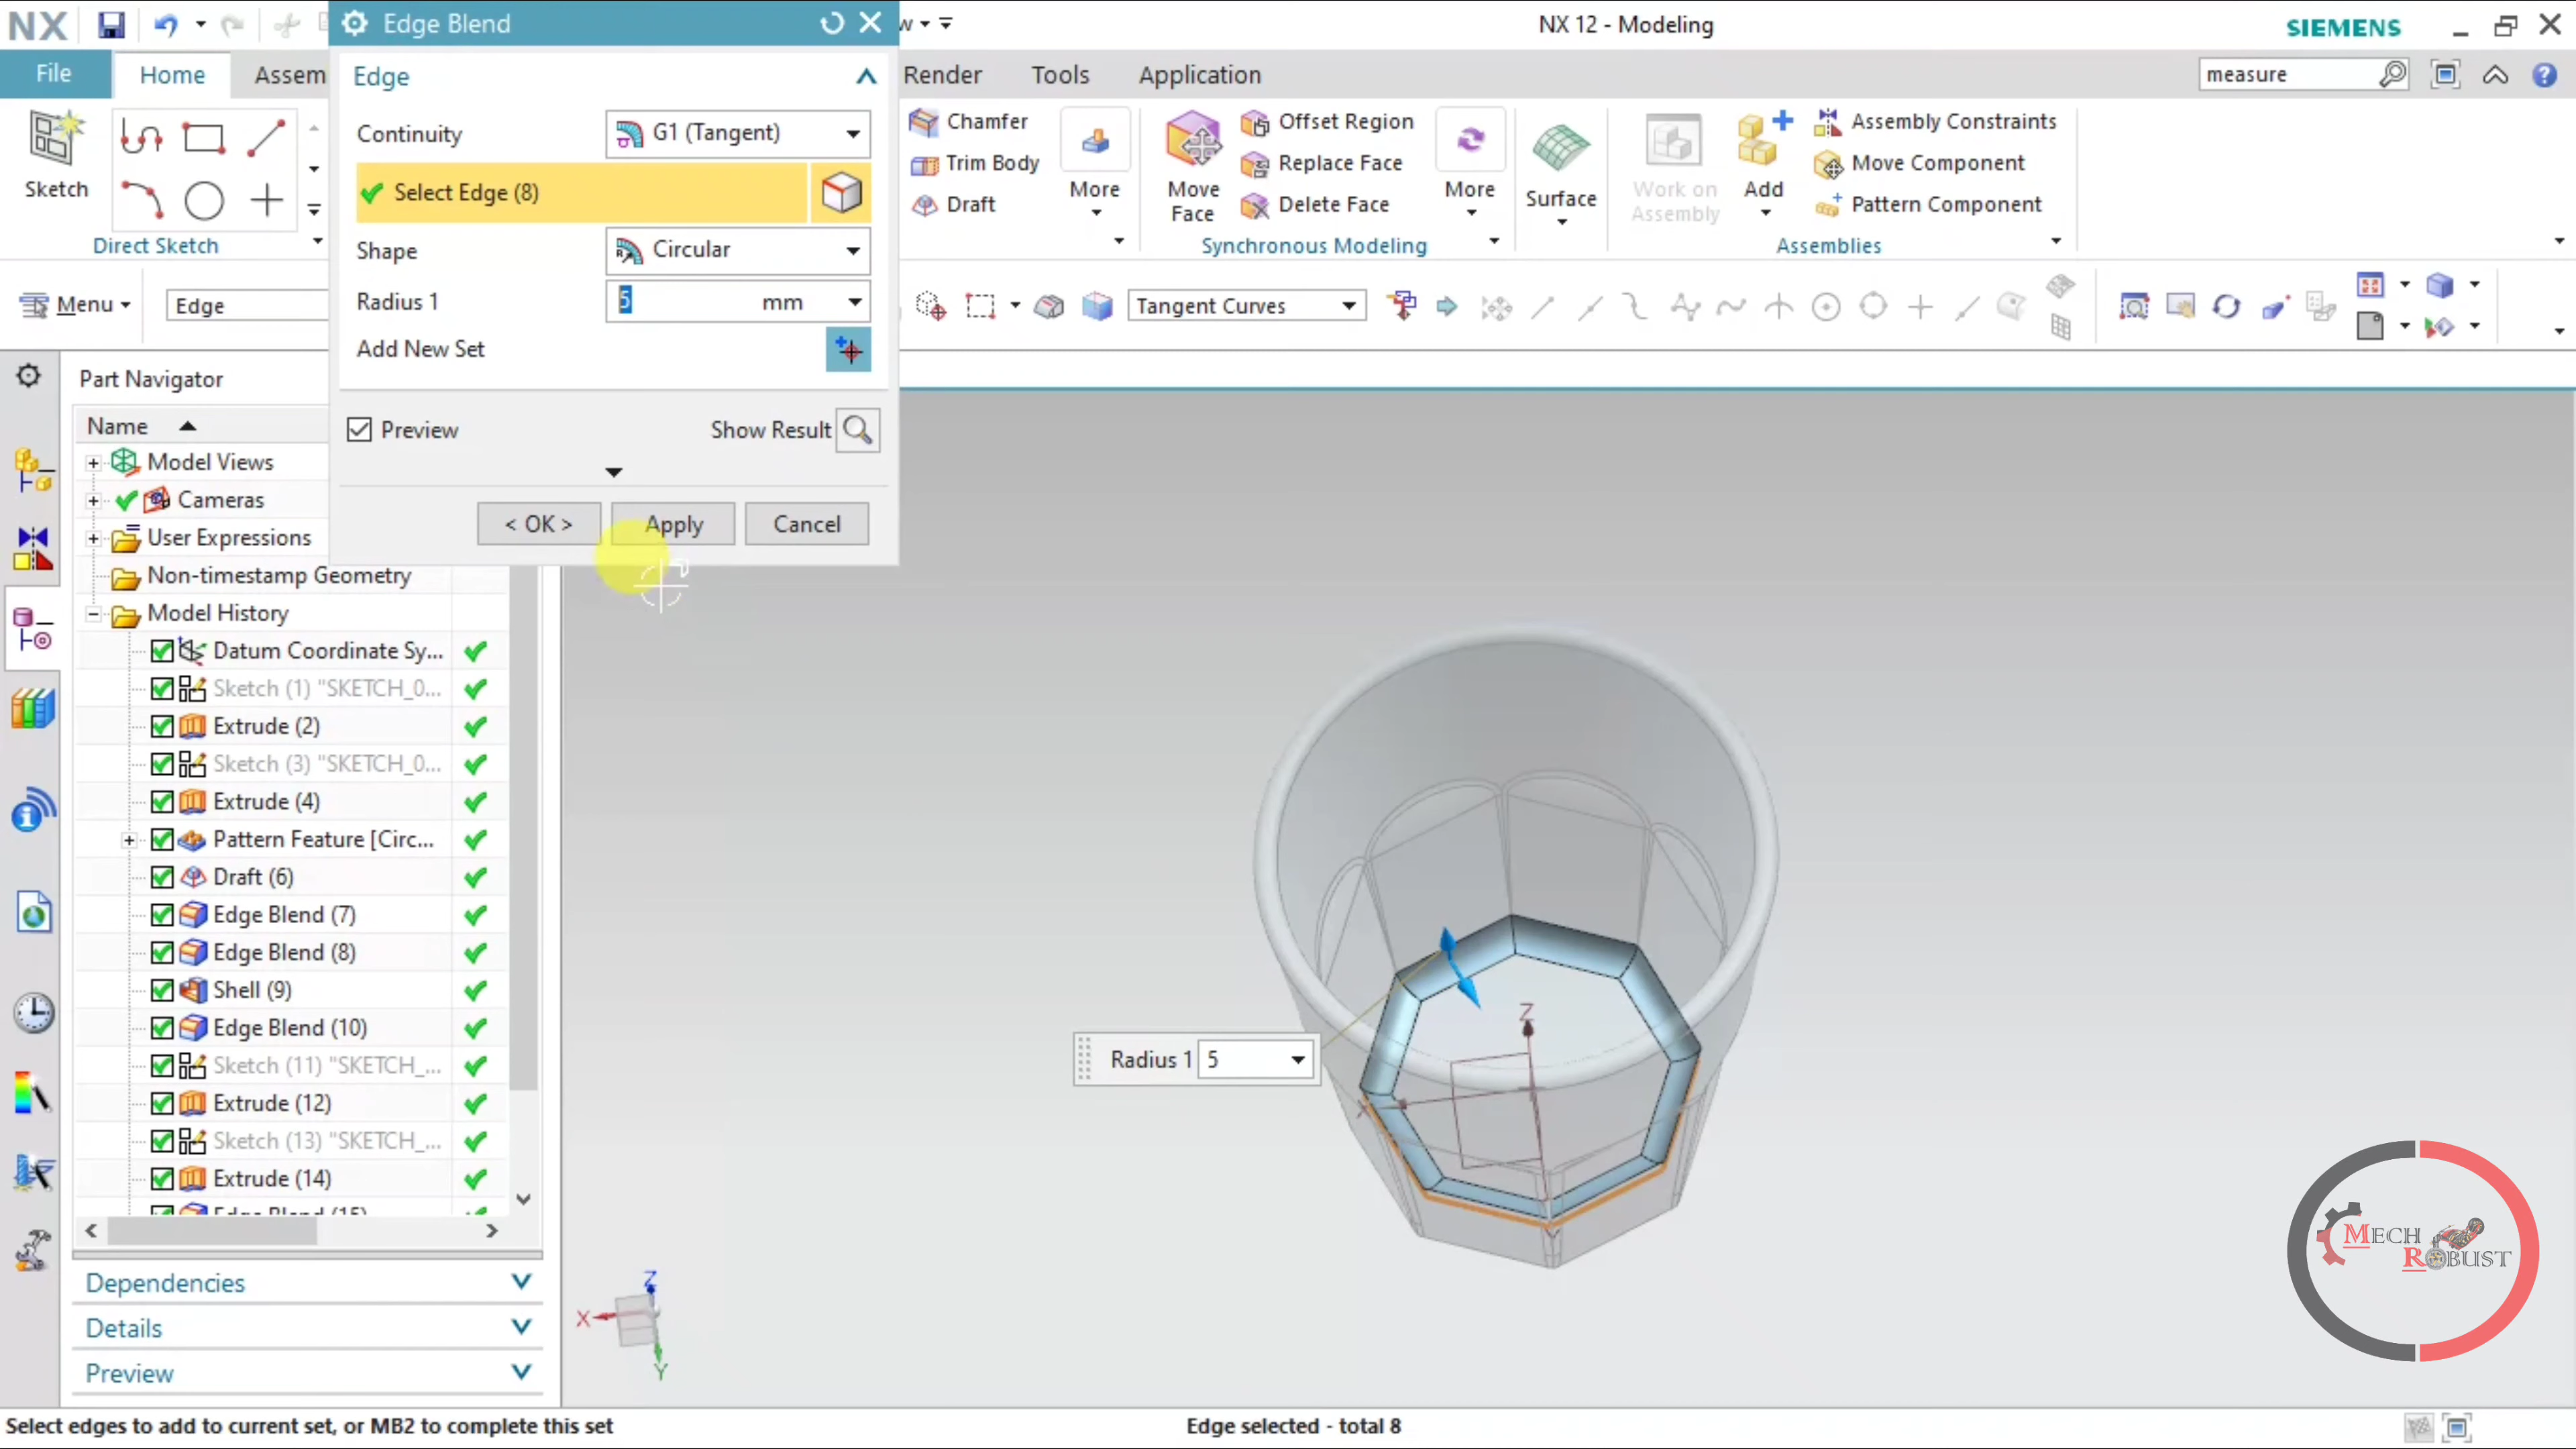 NX
Edge Blend
NX 12 - Modeling
SIEMENS
File
Home
Assem
Edge
Render
Tools
Application
measure
Sketch
Direct Sketch
Continuity
G1 (Tangent)
Select Edge (8)
Shape
Circular
Radius 1
5
mm
Add New Set
Chamfer
Trim Body
Draft
More
Move
Face
Offset Region
Replace Face
Delete Face
More
Synchronous Modeling
Surface
Work on
Assembly
Add
Assembly Constraints
Move Component
Pattern Component
Assemblies
Menu
Edge
Tangent Curves
Preview
Show Result
< OK >
Apply
Cancel
Part Navigator
Name
Model Views
Cameras
User Expressions
Non-timestamp Geometry
Model History
Datum Coordinate Sy...
Sketch (1) "SKETCH_0...
Extrude (2)
Sketch (3) "SKETCH_0...
Extrude (4)
Pattern Feature [Circ...
Draft (6)
Edge Blend (7)
Edge Blend (8)
Shell (9)
Edge Blend (10)
Sketch (11) "SKETCH_...
Extrude (12)
Sketch (13) "SKETCH_...
Extrude (14)
Edge Blend (15)
Dependencies
Details
Preview
Radius 1 5
Z
X
Y
Z
X
Y
MECH
ROBUST
Select edges to add to current set, or MB2 to complete this set
Edge selected - total 8